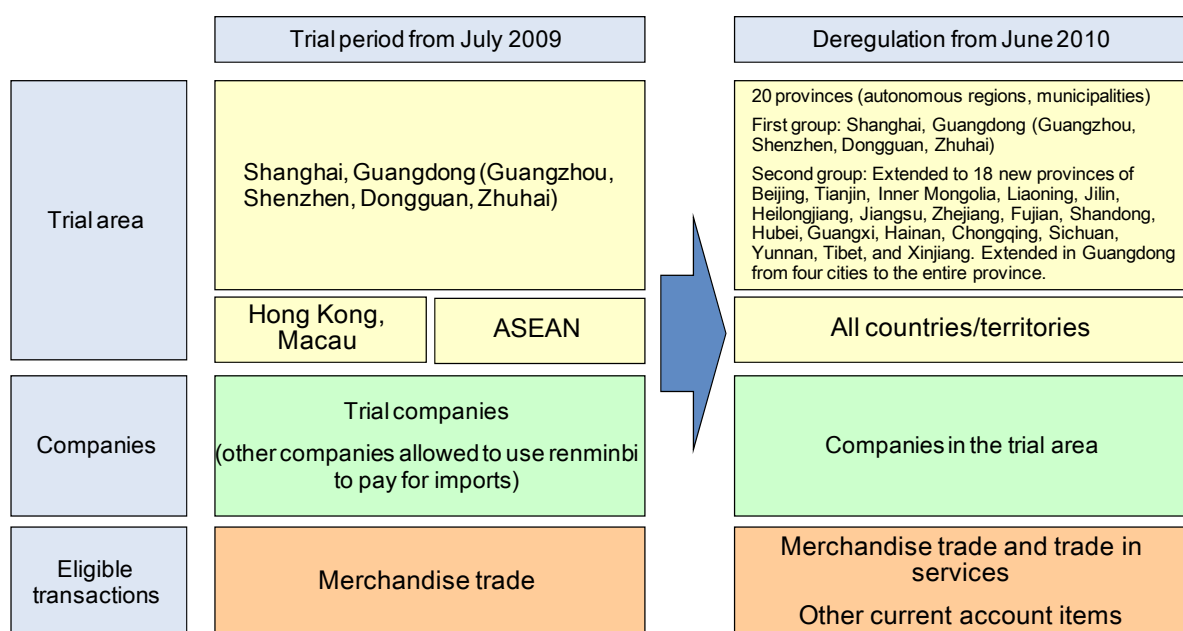 Trial period from July 2009
Deregulation from June 2010
Trial area
Shanghai, Guangdong (Guangzhou,
Shenzhen, Dongguan, Zhuhai)
20 provinces (autonomous regions, municipalities)
First group: Shanghai, Guangdong (Guangzhou,
Shenzhen, Dongguan, Zhuhai)
Second group: Extended to 18 new provinces of
Beijing, Tianjin, Inner Mongolia, Liaoning, Jilin,
Heilongjiang, Jiangsu, Zhejiang, Fujian, Shandong,
Hubei, Guangxi, Hainan, Chongqing, Sichuan,
Yunnan, Tibet, and Xinjiang. Extended in Guangdong
from four cities to the entire province.
Hong Kong,
Macau
ASEAN
All countries/territories
Companies
Trial companies
(other companies allowed to use renminbi
to pay for imports)
Companies in the trial area
Eligible
transactions
Merchandise trade
Merchandise trade and trade in
services
Other current account items